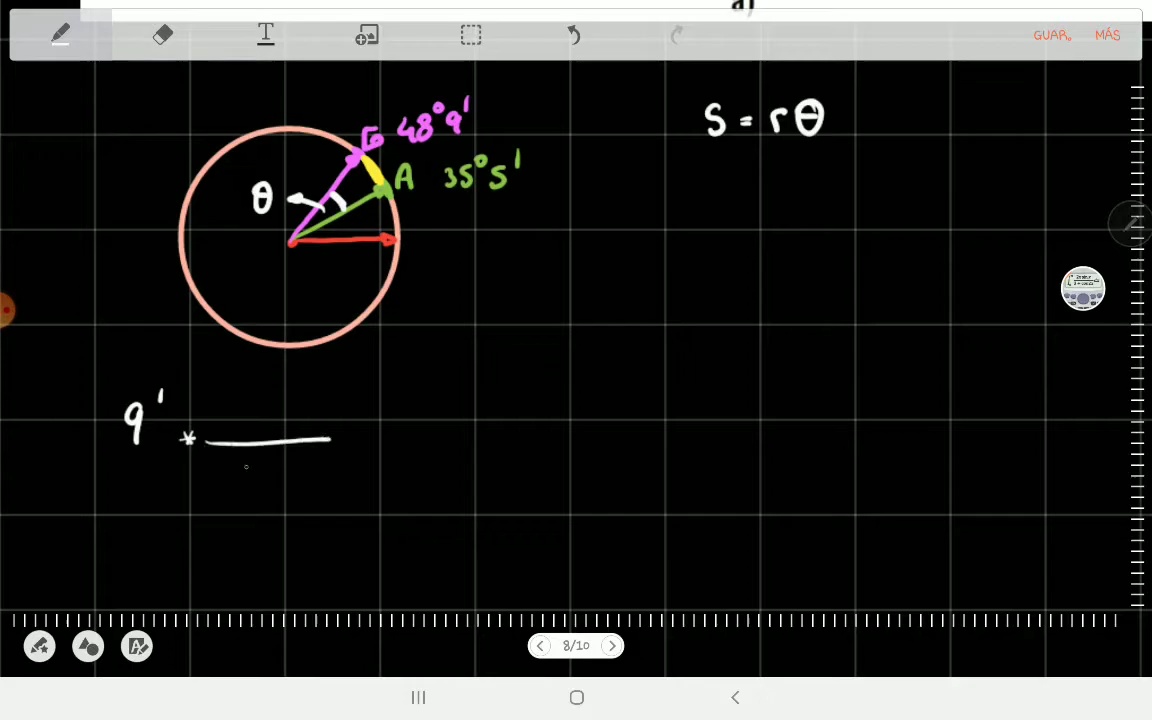 a)
T
GUAR.
MÁS
48°9'
S = rθ
A 35°5'
θ
9' *
8/10